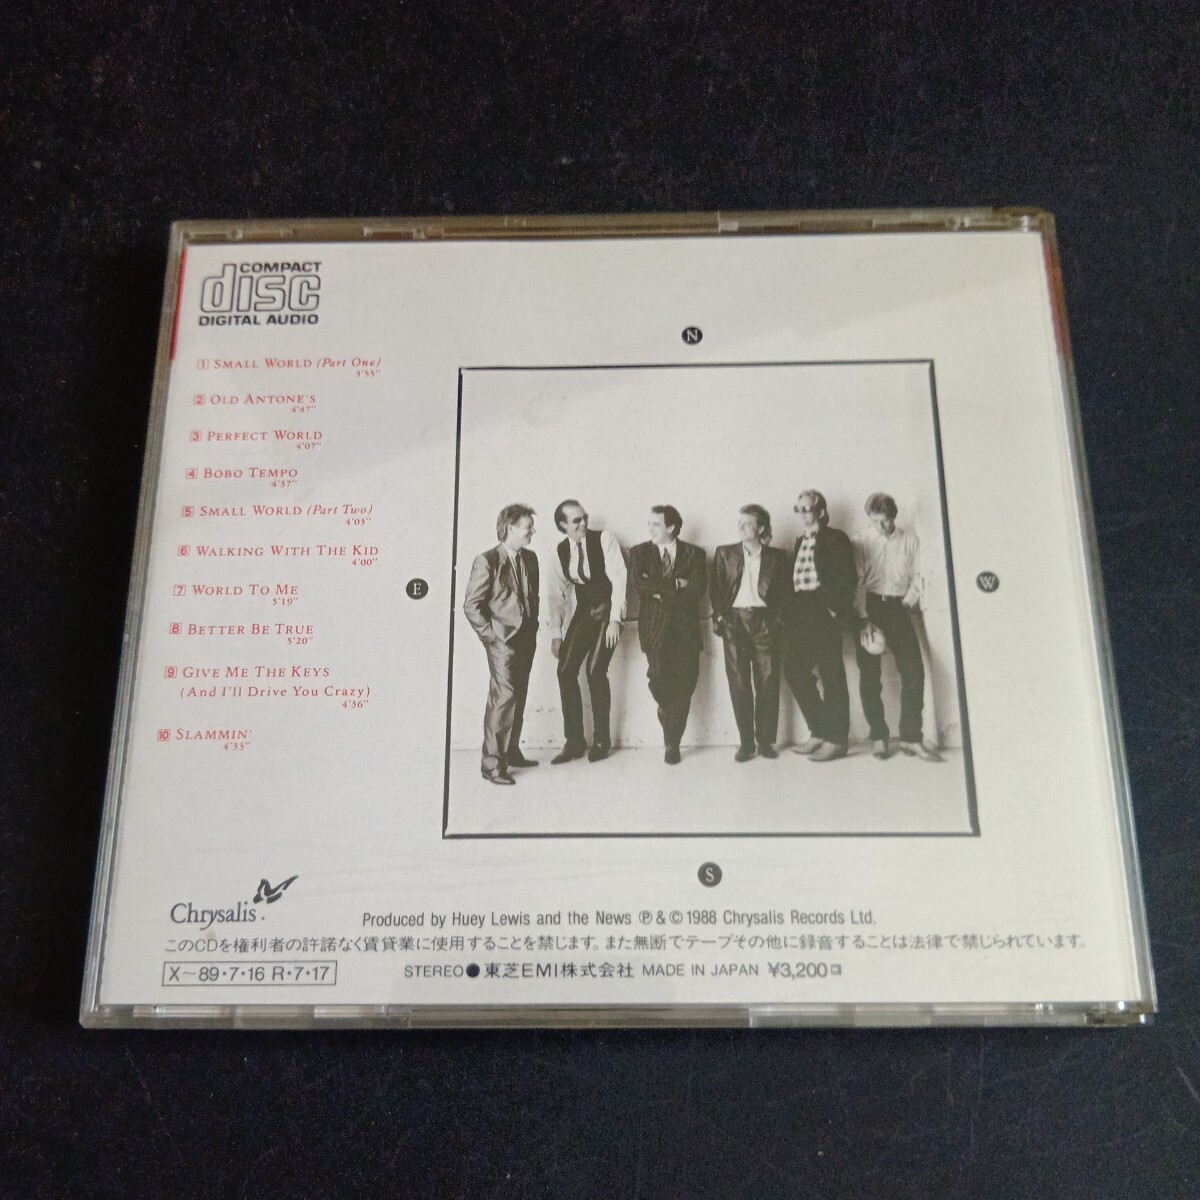 COMPACT
disc
DIGITAL AUDIO
1 SMALL WORLD (Part One)
3'55"
2 OLD ANTONE'S
4'47"
3 PERFECT WORLD
4'07"
4 BOBO TEMPO
4'37"
5 SMALL WORLD (Part Two)
4'03"
6 WALKING WITH THE KID
4'00"
7 WORLD TO ME
5'19"
8 BETTER BE TRUE
5'20"
9 GIVE ME THE KEYS
(And I'll Drive You Crazy)
4'36"
10 SLAMMIN'
4'33"
N
E
W
S
Chrysalis.
Produced by Huey Lewis and the News ℗ & © 1988 Chrysalis Records Ltd.
このCDを権利者の許諾なく賃貸業に使用することを禁じます。また無断でテープその他に録音することは法律で禁じられています。
X～89・7・16 R・7・17
STEREO●東芝EMI株式会社 MADE IN JAPAN ¥3,200